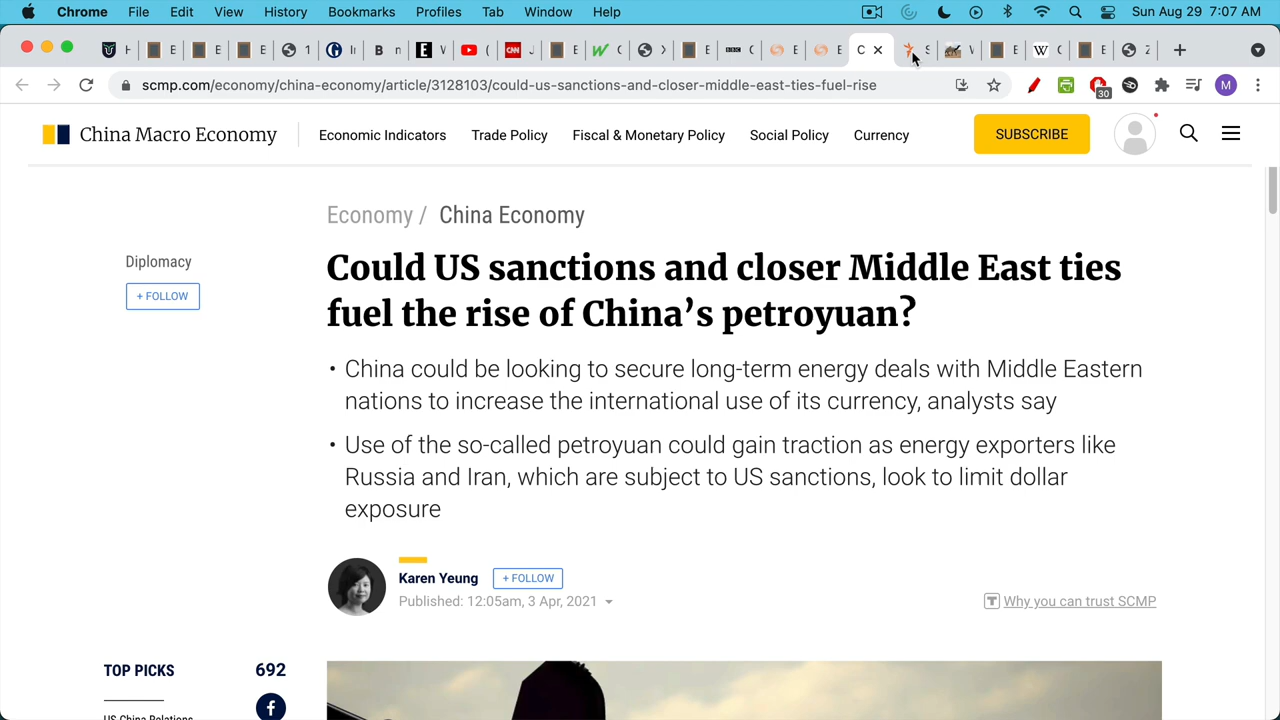 Chrome File Edit View History Bookmarks Profiles Tab Window Help Sun Aug 29 7:07 AM
scmp.com/economy/china-economy/article/3128103/could-us-sanctions-and-closer-middle-east-ties-fuel-rise
30
M
China Macro Economy
Economic Indicators Trade Policy Fiscal & Monetary Policy Social Policy Currency
SUBSCRIBE
Economy / China Economy
Diplomacy
+ FOLLOW
Could US sanctions and closer Middle East ties
fuel the rise of China’s petroyuan?
• China could be looking to secure long-term energy deals with Middle Eastern
nations to increase the international use of its currency, analysts say
• Use of the so-called petroyuan could gain traction as energy exporters like
Russia and Iran, which are subject to US sanctions, look to limit dollar
exposure
Karen Yeung + FOLLOW
Published: 12:05am, 3 Apr, 2021
Why you can trust SCMP
TOP PICKS 692
US China Relations